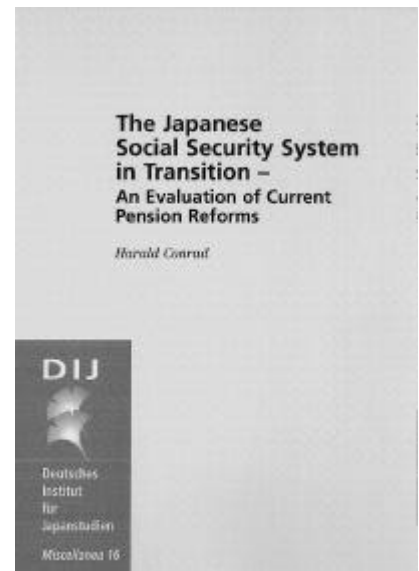 The Japanese
Social Security System
in Transition –
An Evaluation of Current
Pension Reforms
Harald Conrad
DIJ
Deutsches
Institut
für
Japanstudien
Miscellanea 16